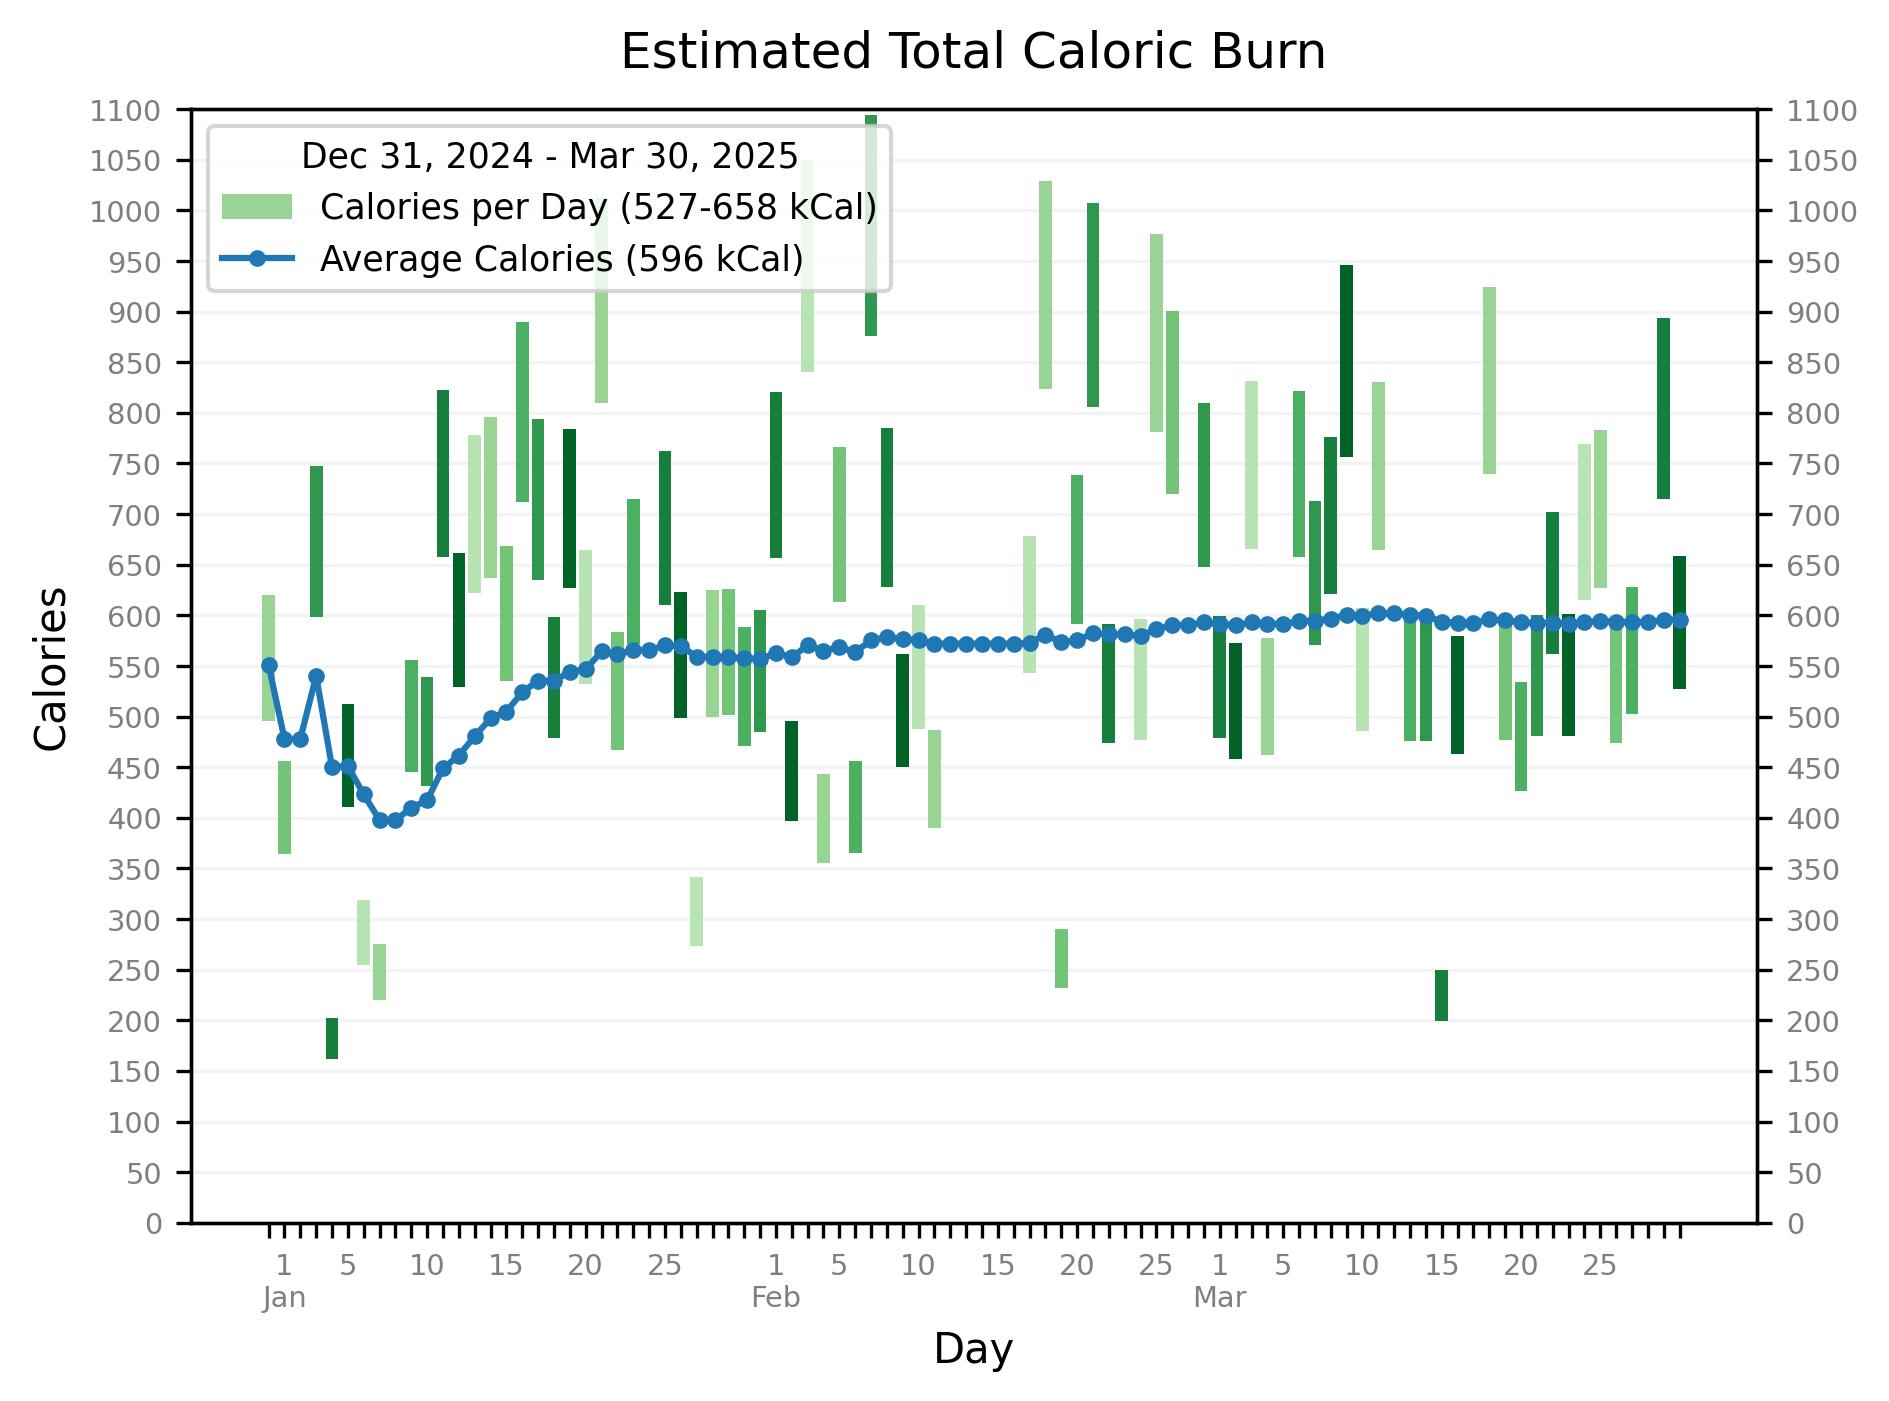 Estimated Total Caloric Burn
Dec 31, 2024 - Mar 30, 2025
Calories per Day (527-658 kCal)
Average Calories (596 kCal)
Calories
1100 1100
1050 1050
1000 1000
950 950
900 900
850 850
800 800
750 750
700 700
650 650
600 600
550 550
500 500
450 450
400 400
350 350
300 300
250 250
200 200
150 150
100 100
50 50
0 0
1 5 10 15 20 25 1 5 10 15 20 25 1 5 10 15 20 25
Jan Feb Mar
Day